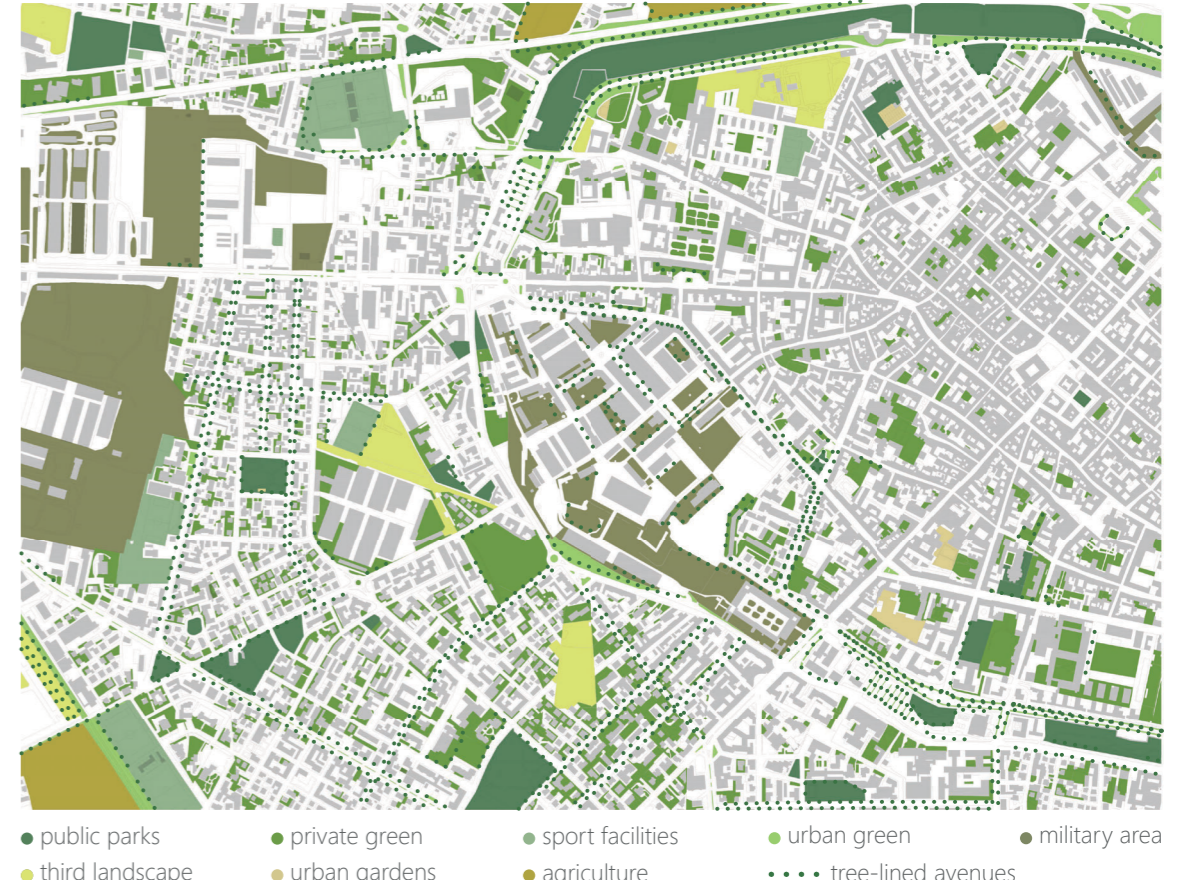 public parks private green sport facilities urban green military area
third landscape urban gardens agriculture tree-lined avenues